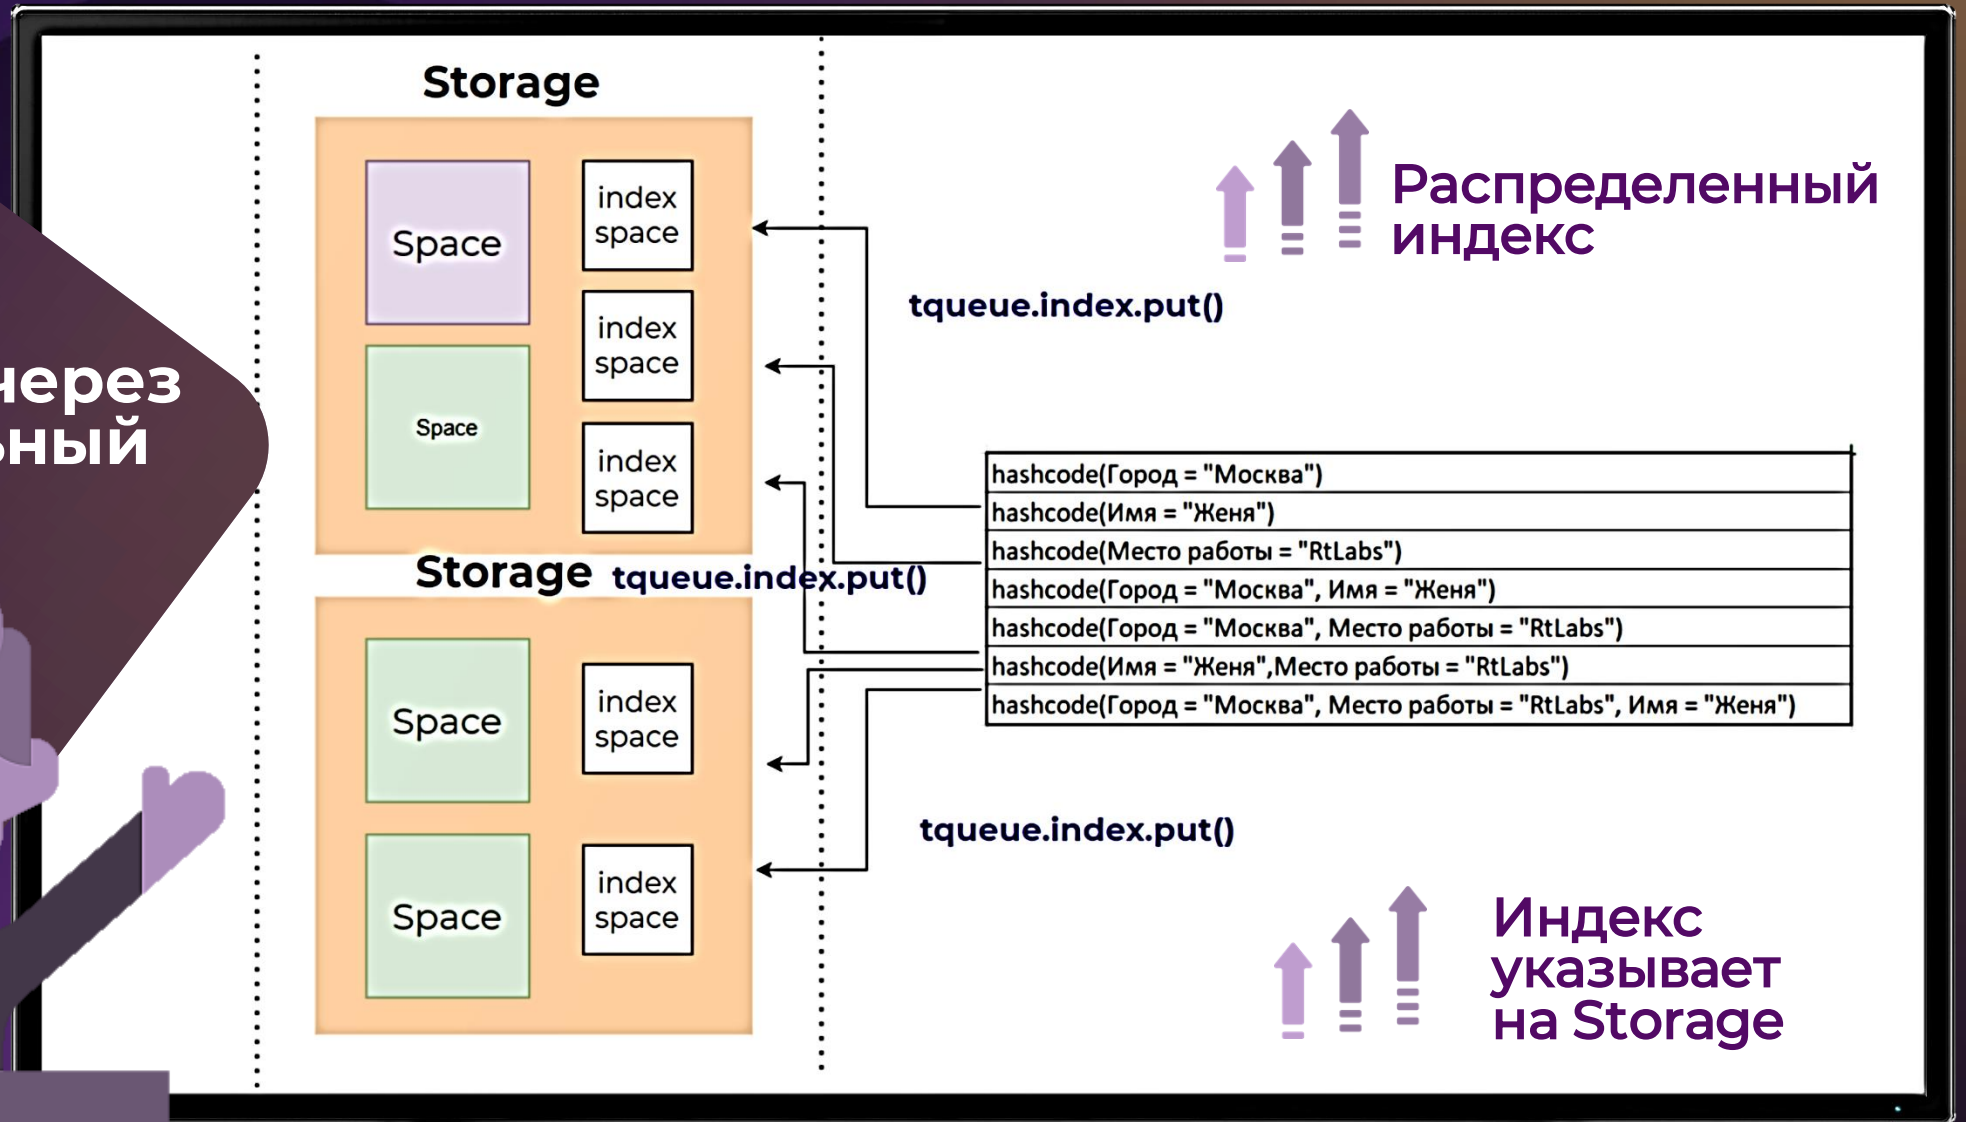 через
ьный
Storage
Space
index
space
index
space
Space
index
space
Storage
tqueue.index.put()
Space
index
space
Space
index
space
Распределенный
индекс
tqueue.index.put()
hashcode(Город = "Москва")
hashcode(Имя = "Женя")
hashcode(Место работы = "RtLabs")
hashcode(Город = "Москва", Имя = "Женя")
hashcode(Город = "Москва", Место работы = "RtLabs")
hashcode(Имя = "Женя",Место работы = "RtLabs")
hashcode(Город = "Москва", Место работы = "RtLabs", Имя = "Женя")
tqueue.index.put()
Индекс
указывает
на Storage